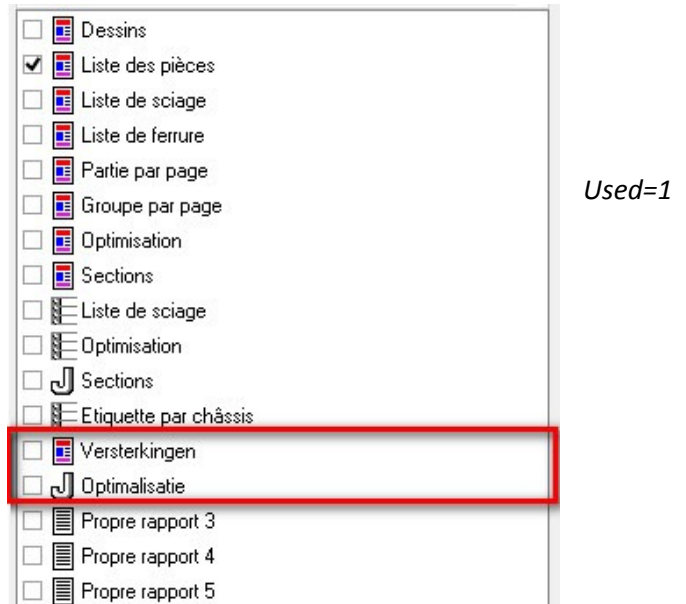 Dessins
Liste des pièces
Liste de sciage
Liste de ferrure
Partie par page
Used=1
Groupe par page
Optimisation
Sections
Liste de sciage
Optimisation
Sections
Etiquette par châssis
Versterkingen
Optimalisatie
Propre rapport 3
Propre rapport 4
Propre rapport 5